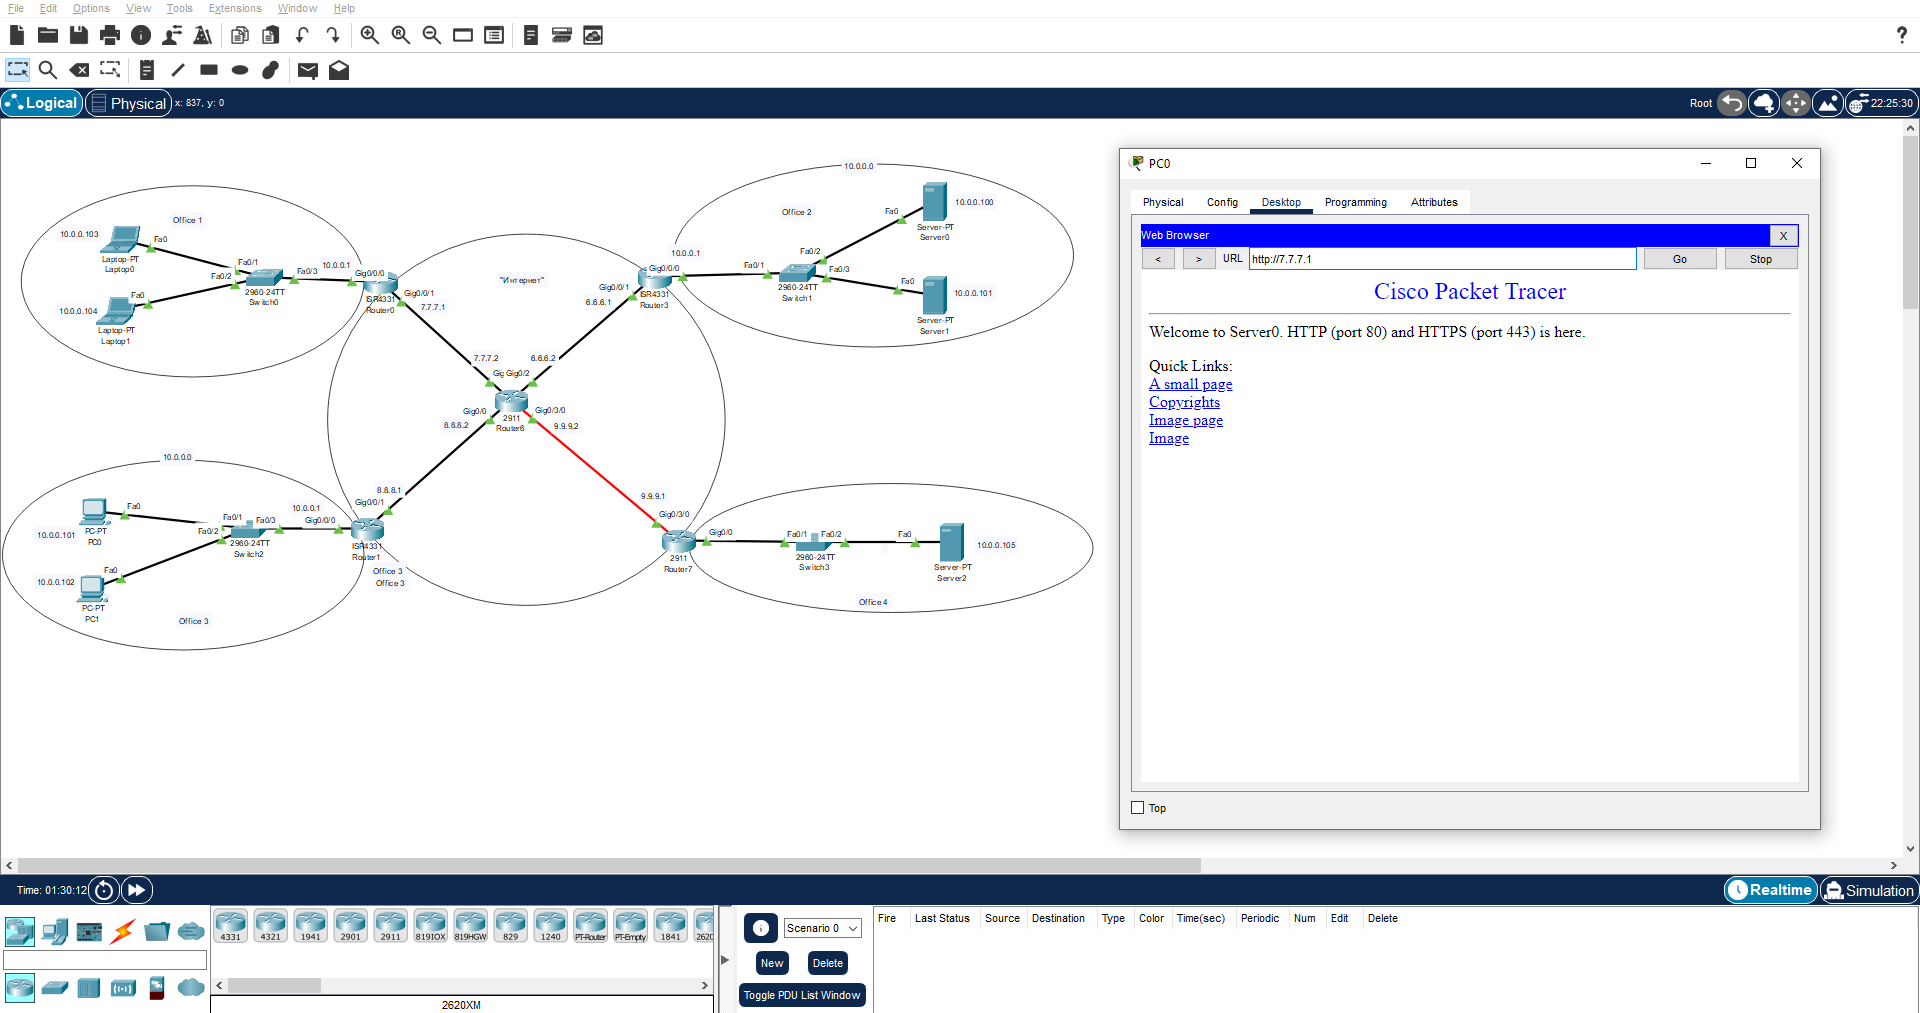 File Edit Options View Tools Extensions Window Help
?
Logical Physical x: 837, y: 0 Root 22:25:30
Office 1
10.0.0.103
Fa0
Laptop-PT
Laptop0
Fa0/1
Fa0/2
Fa0/3
10.0.0.1
Gig0/0/0
2960-24TT
Switch0
Fa0
10.0.0.104
Laptop-PT
Laptop1
ISR4331
Router0
Gig0/0/1
7.7.7.1
"Интернет"
10.0.0.0
Office 2
Fa0
10.0.0.100
Server-PT
Server0
10.0.0.1
Gig0/0/0
Fa0/1
Fa0/2
Fa0/3
2960-24TT
Switch1
Fa0
10.0.0.101
Server-PT
Server1
Gig0/0/1
6.6.6.1
ISR4331
Router3
7.7.7.2
6.6.6.2
Gig Gig0/2
Gig0/0
8.8.8.2
2911
Router6
Gig0/3/0
9.9.9.2
10.0.0.0
Fa0
10.0.0.101
PC-PT
PC0
Fa0/1
Fa0/2
Fa0/3
10.0.0.1
Gig0/0/0
2960-24TT
Switch2
8.8.8.1
Gig0/0/1
ISR4331
Router1
Office 3
Office 3
Fa0
10.0.0.102
PC-PT
PC1
Office 3
9.9.9.1
Gig0/3/0
Gig0/0
2911
Router7
Fa0/1
Fa0/2
2960-24TT
Switch3
Fa0
10.0.0.105
Server-PT
Server2
Office 4
PC0
Physical Config Desktop Programming Attributes
Web Browser X
< > URL http://7.7.7.1 Go Stop
Cisco Packet Tracer
Welcome to Server0. HTTP (port 80) and HTTPS (port 443) is here.
Quick Links:
A small page
Copyrights
Image page
Image
Top
Time: 01:30:12 Realtime Simulation
4331 4321 1941 2901 2911 819IOX 819HGW 829 1240 PT-Router PT-Empty 1841 2620
2620XM
Scenario 0
New Delete
Toggle PDU List Window
Fire Last Status Source Destination Type Color Time(sec) Periodic Num Edit Delete